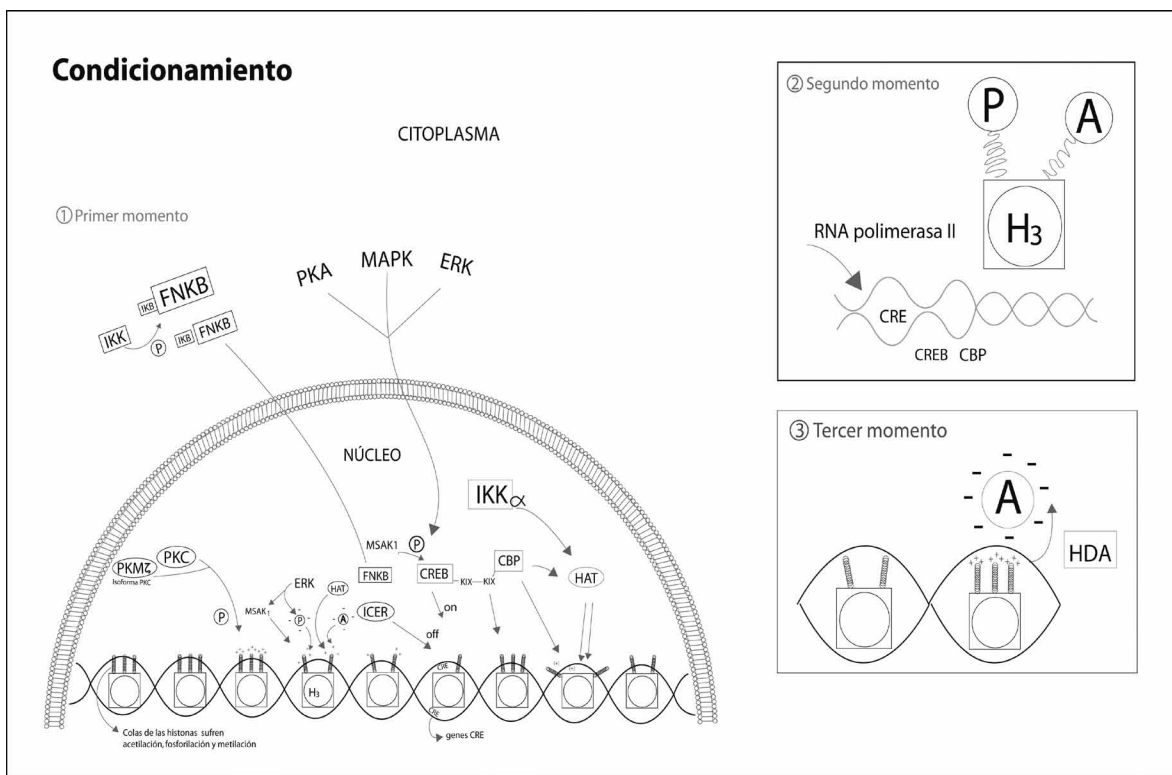 Condicionamiento
CITOPLASMA
① Primer momento
IKB FNKB
IKK
P
IKB FNKB
PKA
MAPK
ERK
NÚCLEO
IKKα
MSAK1
P
FNKB
CREB
KIX
KIX
CBP
HAT
PKMζ
PKC
Isoforma PKC
P
ERK
MSAK1
- P -
HAT
- A -
ICER
on
off
CRE
H3
(+)
(+)
CRE
genes CRE
Colas de las histonas sufren
acetilación, fosforilación y metilación
② Segundo momento
P
A
H3
RNA polimerasa II
CRE
CREB CBP
③ Tercer momento
A
HDA